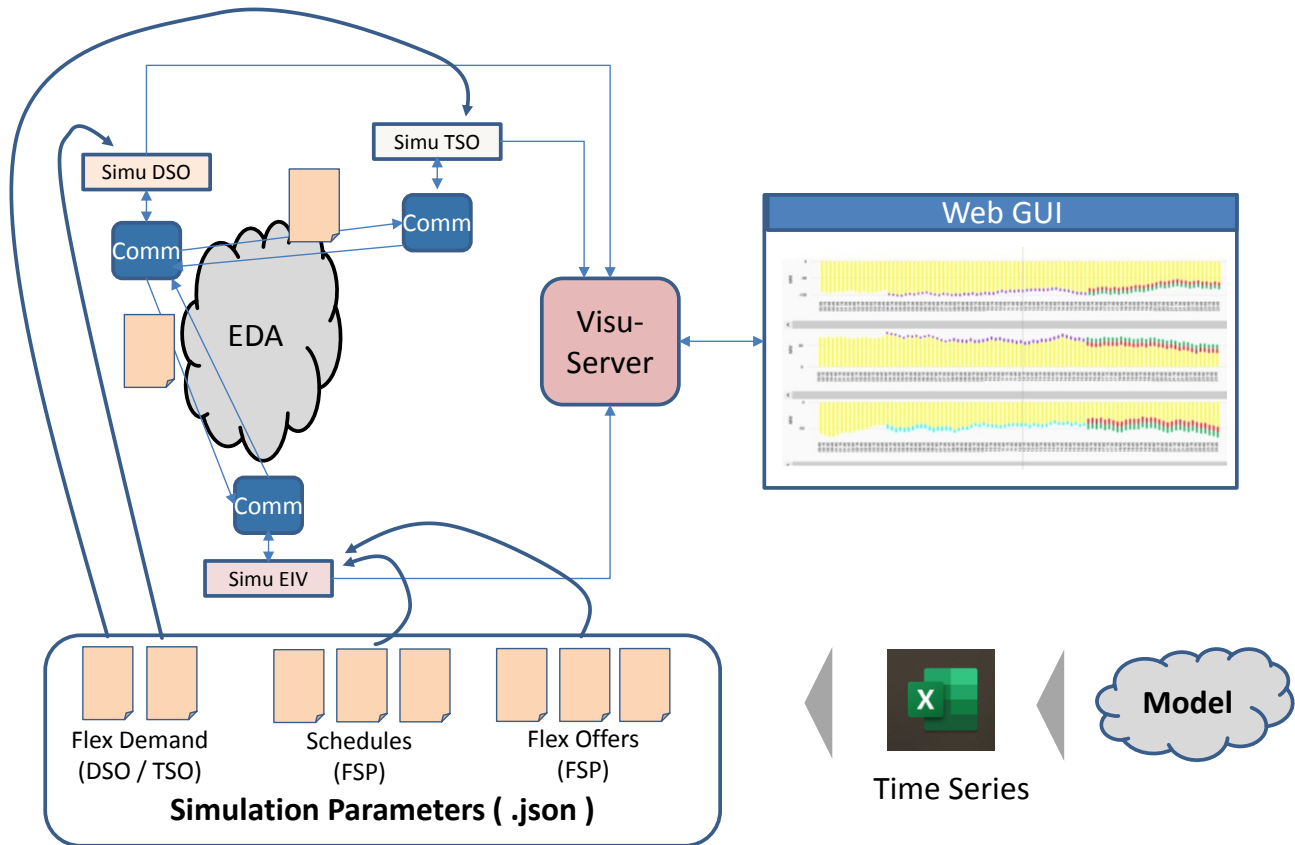 Simu TSO
Simu DSO
Comm
Comm
Web GUI
EDA
Visu-
Server
Comm
Simu EIV
Flex Demand
(DSO / TSO)
Schedules
(FSP)
Flex Offers
(FSP)
Simulation Parameters ( .json )
X
Time Series
Model